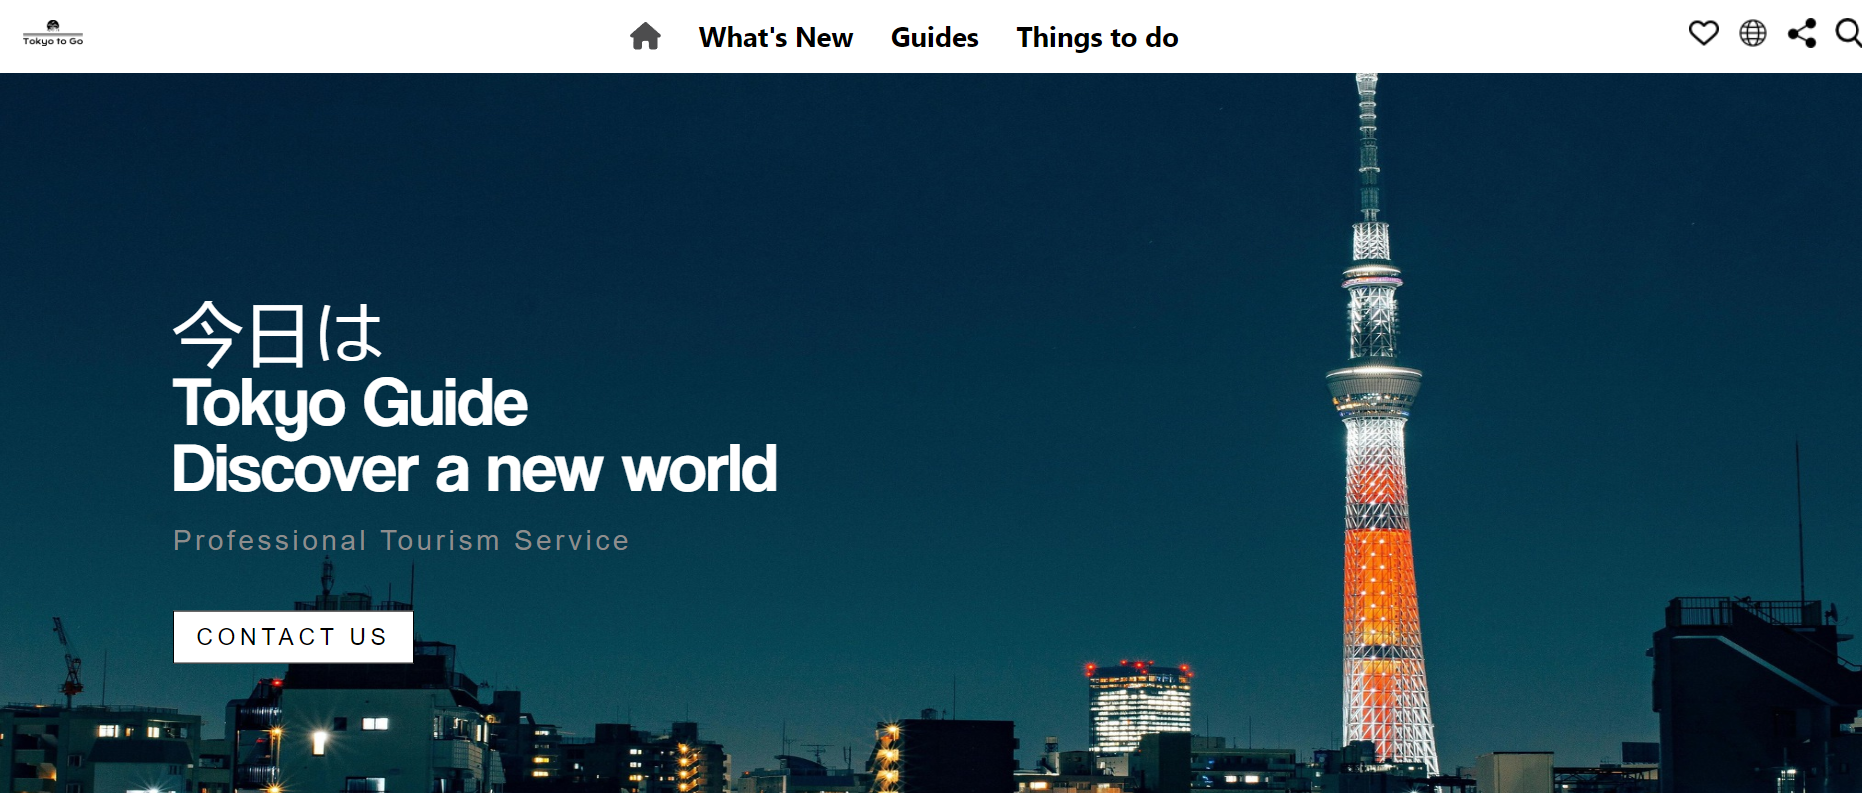 Tokyo to Go
What's New
Guides
Things to do
今日は
Tokyo Guide
Discover a new world
Professional Tourism Service
CONTACT US